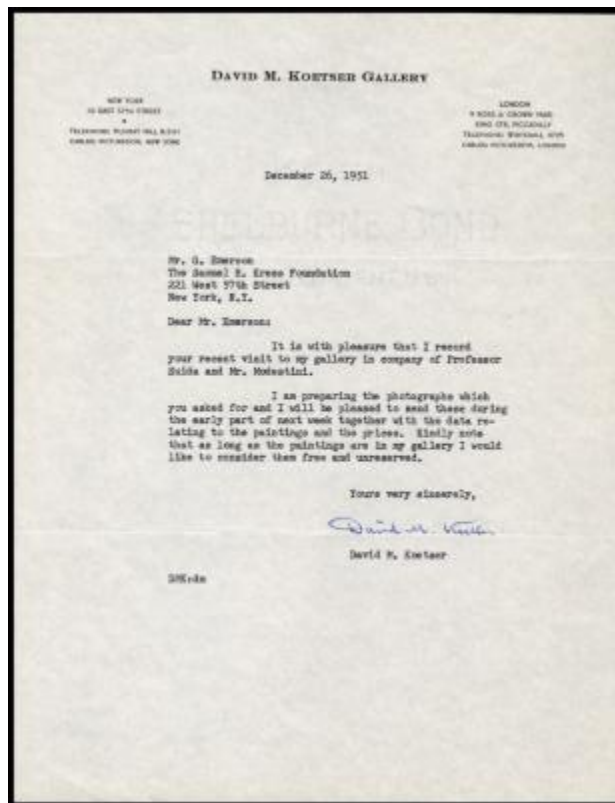 DAVID M. KOETSER GALLERY
NEW YORK
EAST 57TH STREET
LONDON
PICCADILLY
December 26, 1951
Mr. G. Emerson
The Samuel H. Kress Foundation
221 West 57th Street
New York, N.Y.
Dear Mr. Emerson:
It is with pleasure that I record
your recent visit to my gallery in company of Professor
Suida and Mr. Modestini.
I am preparing the photographs which
you asked for and I will be pleased to send these during
the early part of next week together with the data re-
lating to the paintings and the prices. Kindly note
that as long as the paintings are in my gallery I would
like to consider them free and unreserved.
Yours very sincerely,
David M. Koetser
DMK:dm